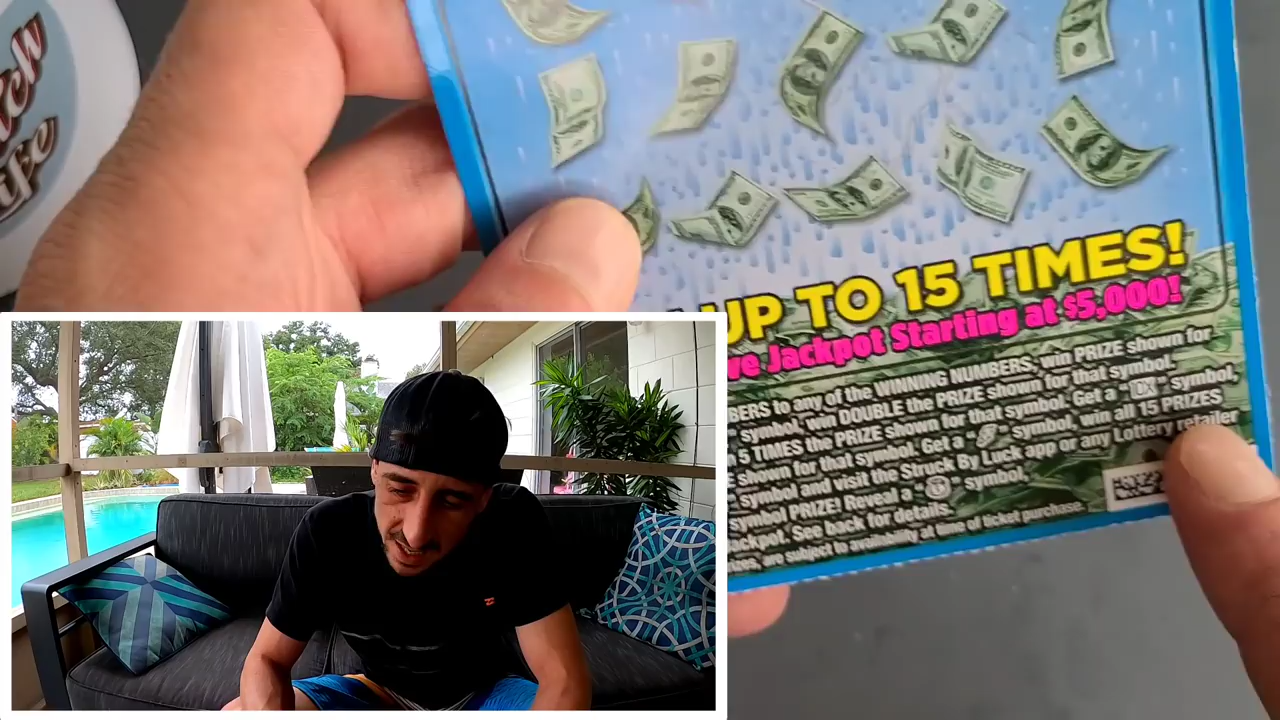 UP TO 15 TIMES!
Jackpot Starting at $5,000!
to any of the WINNING NUMBERS, win PRIZE shown for
symbol, win DOUBLE the PRIZE shown for that symbol.
5 TIMES the PRIZE shown for that symbol. Get a " " symbol,
shown for that symbol. Get a " " symbol, win all 15 PRIZES
symbol and visit the Struck By Luck app or any Lottery retailer
symbol PRIZE! Reveal a symbol.
See back for details.
are subject to availability at time of ticket purchase.